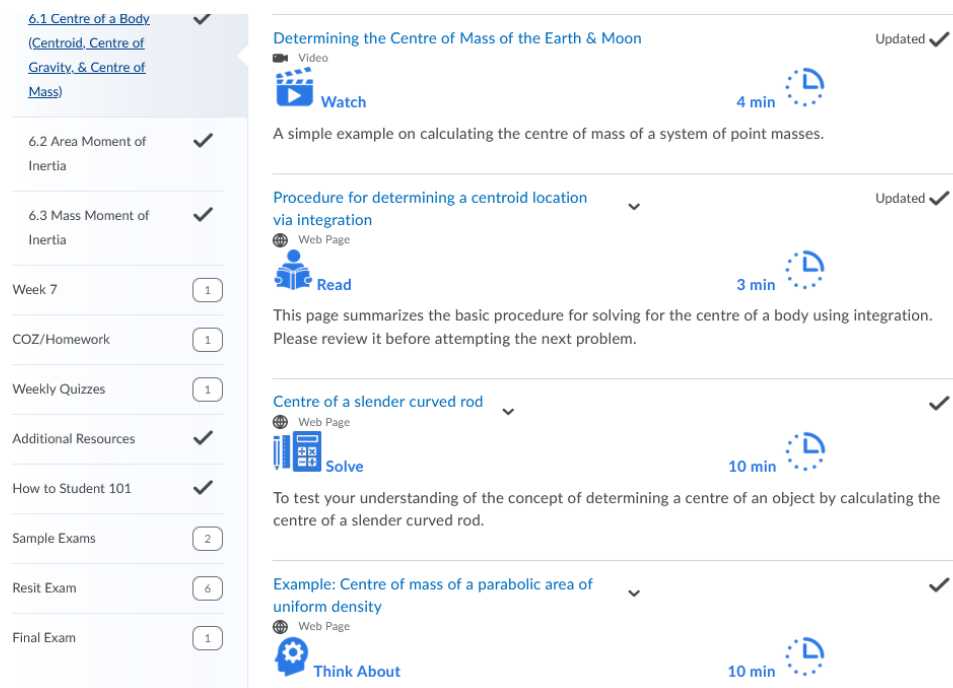 6.1 Centre of a Body
(Centroid, Centre of
Gravity, & Centre of
Mass)
6.2 Area Moment of
Inertia
6.3 Mass Moment of
Inertia
Week 7
1
COZ/Homework
1
Weekly Quizzes
1
Additional Resources
How to Student 101
Sample Exams
2
Resit Exam
6
Final Exam
1
Determining the Centre of Mass of the Earth & Moon
Updated
Video
Watch
4 min
A simple example on calculating the centre of mass of a system of point masses.
Procedure for determining a centroid location
via integration
Updated
Web Page
Read
3 min
This page summarizes the basic procedure for solving for the centre of a body using integration.
Please review it before attempting the next problem.
Centre of a slender curved rod
Web Page
Solve
10 min
To test your understanding of the concept of determining a centre of an object by calculating the
centre of a slender curved rod.
Example: Centre of mass of a parabolic area of
uniform density
Web Page
Think About
10 min